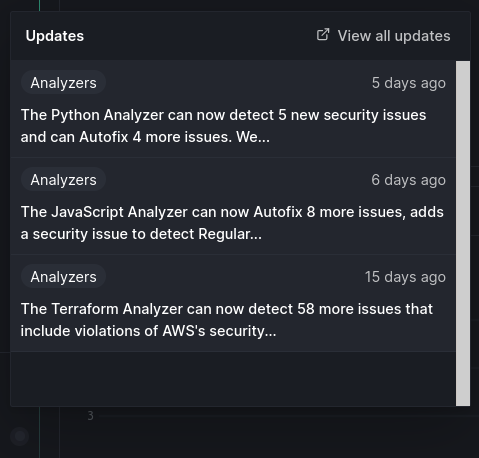 Updates
View all updates
Analyzers
5 days ago
The Python Analyzer can now detect 5 new security issues
and can Autofix 4 more issues. We...
Analyzers
6 days ago
The JavaScript Analyzer can now Autofix 8 more issues, adds
a security issue to detect Regular...
Analyzers
15 days ago
The Terraform Analyzer can now detect 58 more issues that
include violations of AWS's security...
3